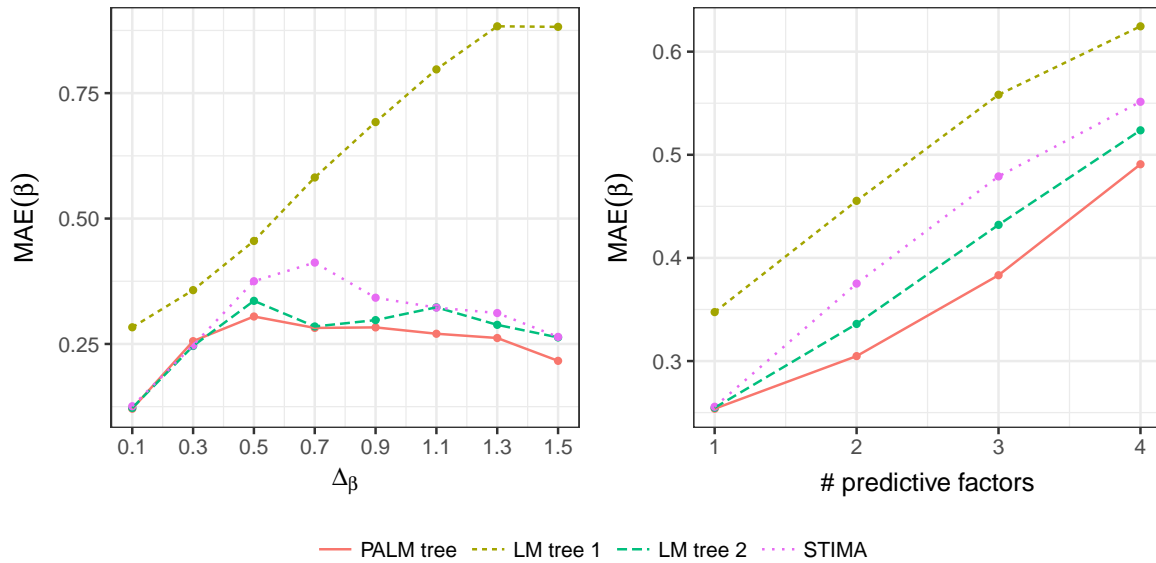 0.25
0.50
0.75
MAE(β)
0.1 0.3 0.5 0.7 0.9 1.1 1.3 1.5
Δβ
0.3
0.4
0.5
0.6
MAE(β)
1 2 3 4
# predictive factors
PALM tree LM tree 1 LM tree 2 STIMA